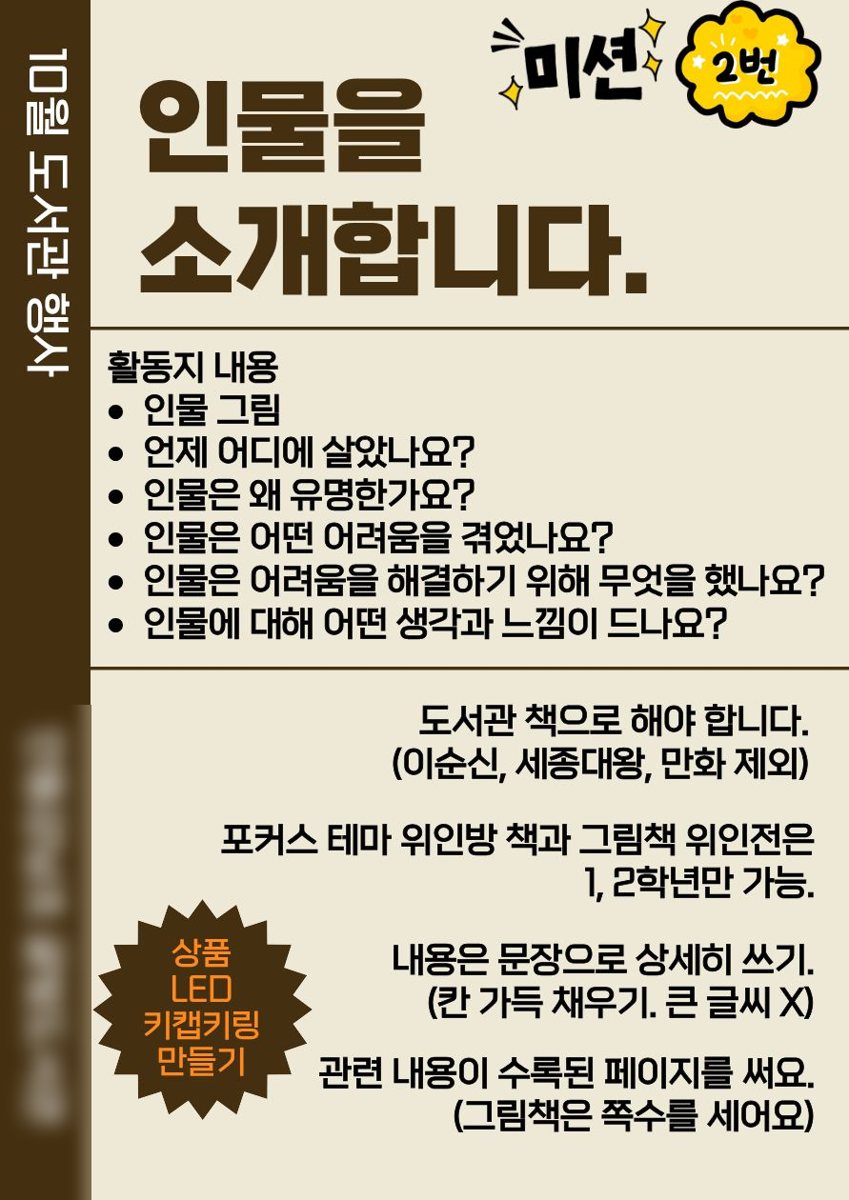 10월 도서관 행사
미션
2번
인물을
소개합니다.
활동지 내용
• 인물 그림
• 언제 어디에 살았나요?
• 인물은 왜 유명한가요?
• 인물은 어떤 어려움을 겪었나요?
• 인물은 어려움을 해결하기 위해 무엇을 했나요?
• 인물에 대해 어떤 생각과 느낌이 드나요?
도서관 책으로 해야 합니다.
(이순신, 세종대왕, 만화 제외)
포커스 테마 위인방 책과 그림책 위인전은
1, 2학년만 가능.
내용은 문장으로 상세히 쓰기.
(칸 가득 채우기. 큰 글씨 X)
관련 내용이 수록된 페이지를 써요.
(그림책은 쪽수를 세어요)
상품
LED
키캡키링
만들기